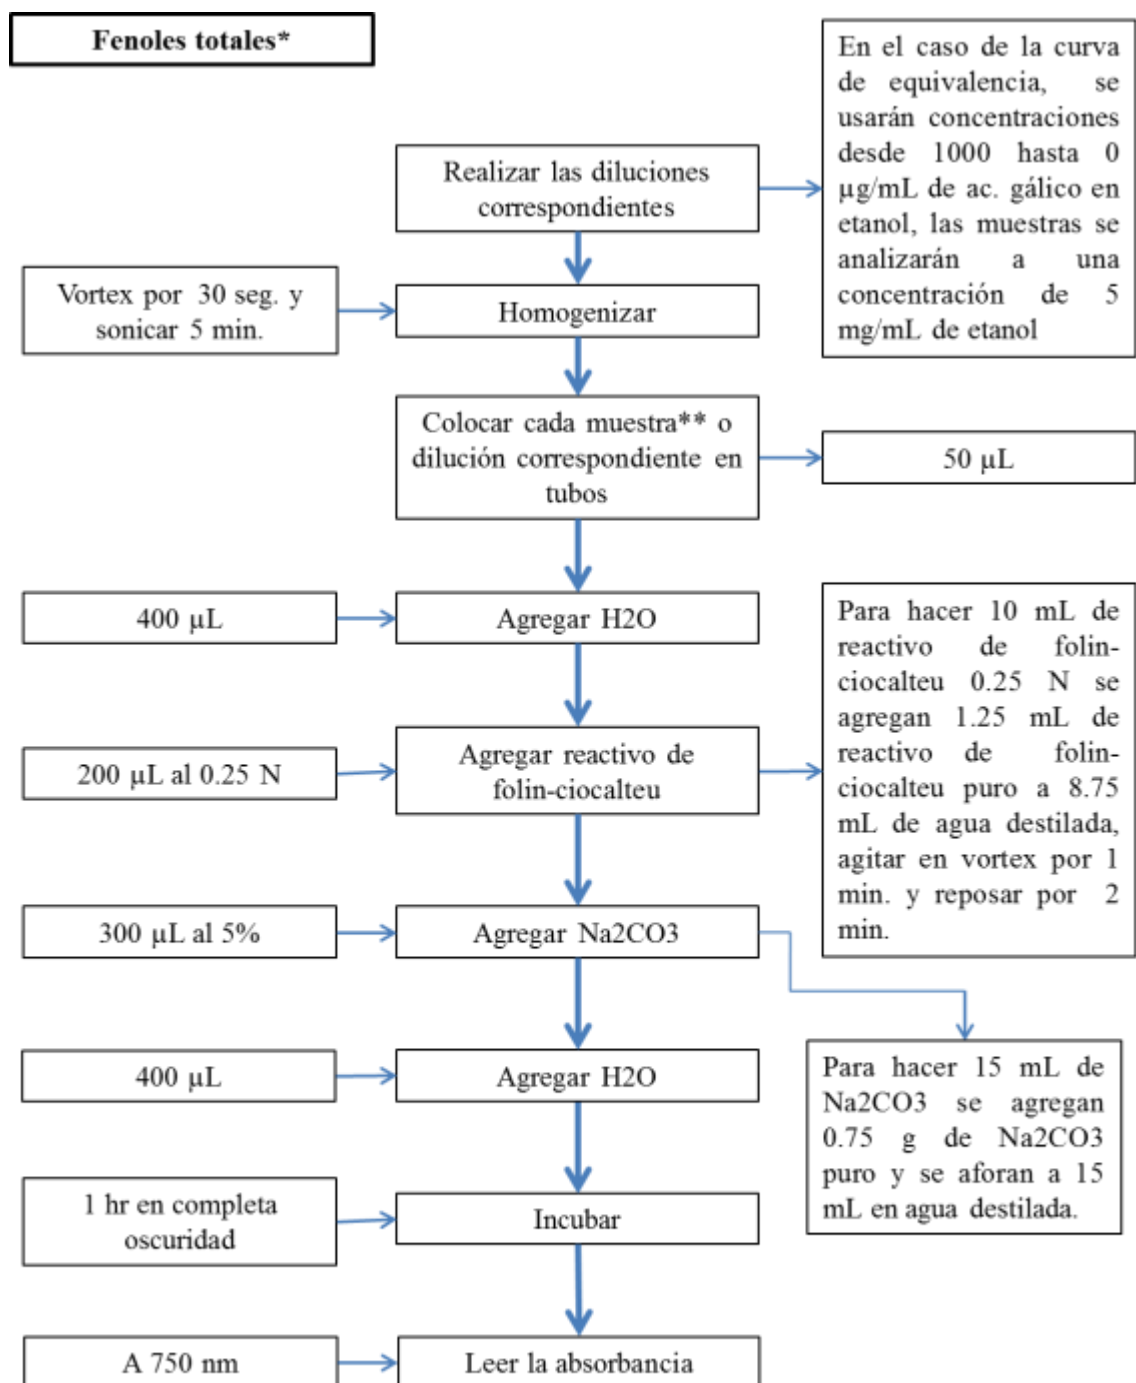 Fenoles totales*
Realizar las diluciones
correspondientes
En el caso de la curva
de equivalencia, se
usarán concentraciones
desde 1000 hasta 0
µg/mL de ac. gálico en
etanol, las muestras se
analizarán a una
concentración de 5
mg/mL de etanol
Vortex por 30 seg. y
sonicar 5 min.
Homogenizar
Colocar cada muestra** o
dilución correspondiente en
tubos
50 µL
400 µL
Agregar H2O
200 µL al 0.25 N
Agregar reactivo de
folin-ciocalteu
Para hacer 10 mL de
reactivo de folin-
ciocalteu 0.25 N se
agregan 1.25 mL de
reactivo de folin-
ciocalteu puro a 8.75
mL de agua destilada,
agitar en vortex por 1
min. y reposar por 2
min.
300 µL al 5%
Agregar Na2CO3
400 µL
Agregar H2O
Para hacer 15 mL de
Na2CO3 se agregan
0.75 g de Na2CO3
puro y se aforan a 15
mL en agua destilada.
1 hr en completa
oscuridad
Incubar
A 750 nm
Leer la absorbancia